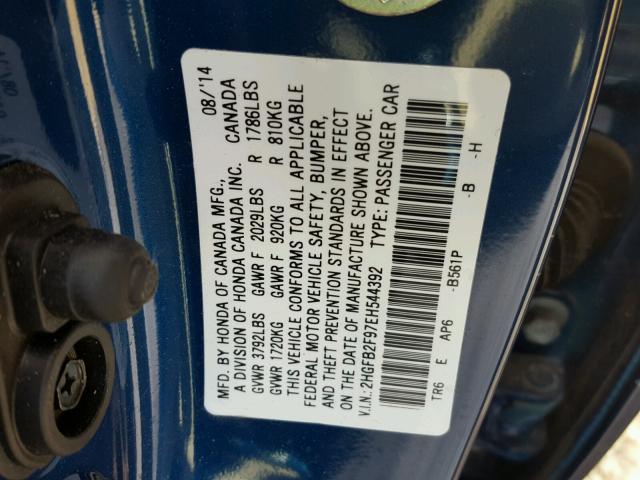 MFD.BY HONDA OF CANADA MFG., 08/'14
A DIVISION OF HONDA CANADA INC. CANADA
GVWR 3792LBS GAWR F 2029LBS R 1786LBS
GVWR 1720KG GAWR F 920KG R 810KG
THIS VEHICLE CONFORMS TO ALL APPLICABLE
FEDERAL MOTOR VEHICLE SAFETY, BUMPER,
AND THEFT PREVENTION STANDARDS IN EFFECT
ON THE DATE OF MANUFACTURE SHOWN ABOVE.
V.I.N.: 2HGFB2F97EH544392 TYPE: PASSENGER CAR
TR6 E AP6 -B561P -B -H